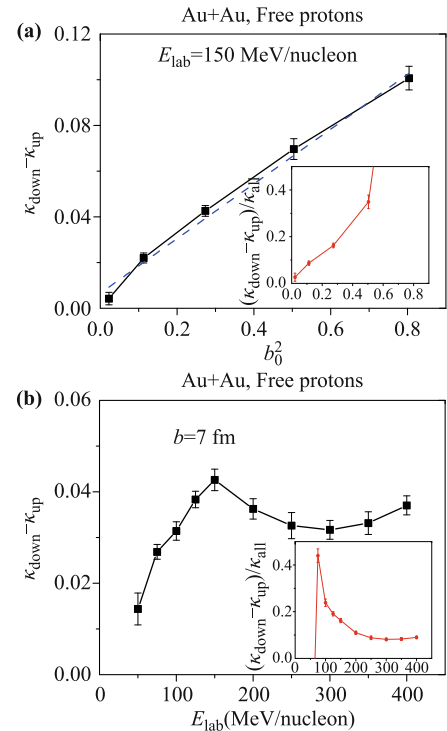 Au+Au, Free protons
(a)
E_lab=150 MeV/nucleon
0.12
0.08
0.04
0.00
κ_down−κ_up
0.0 0.2 0.4 0.6 0.8
b_0^2
(κ_down−κ_up)/κ_all
0.4
0.2
0.0
0.0 0.2 0.4 0.6 0.8
Au+Au, Free protons
(b)
b=7 fm
0.06
0.04
0.02
0.00
κ_down−κ_up
0 100 200 300 400
E_lab(MeV/nucleon)
(κ_down−κ_up)/κ_all
0.4
0.2
0.0
0 100 200 300 400